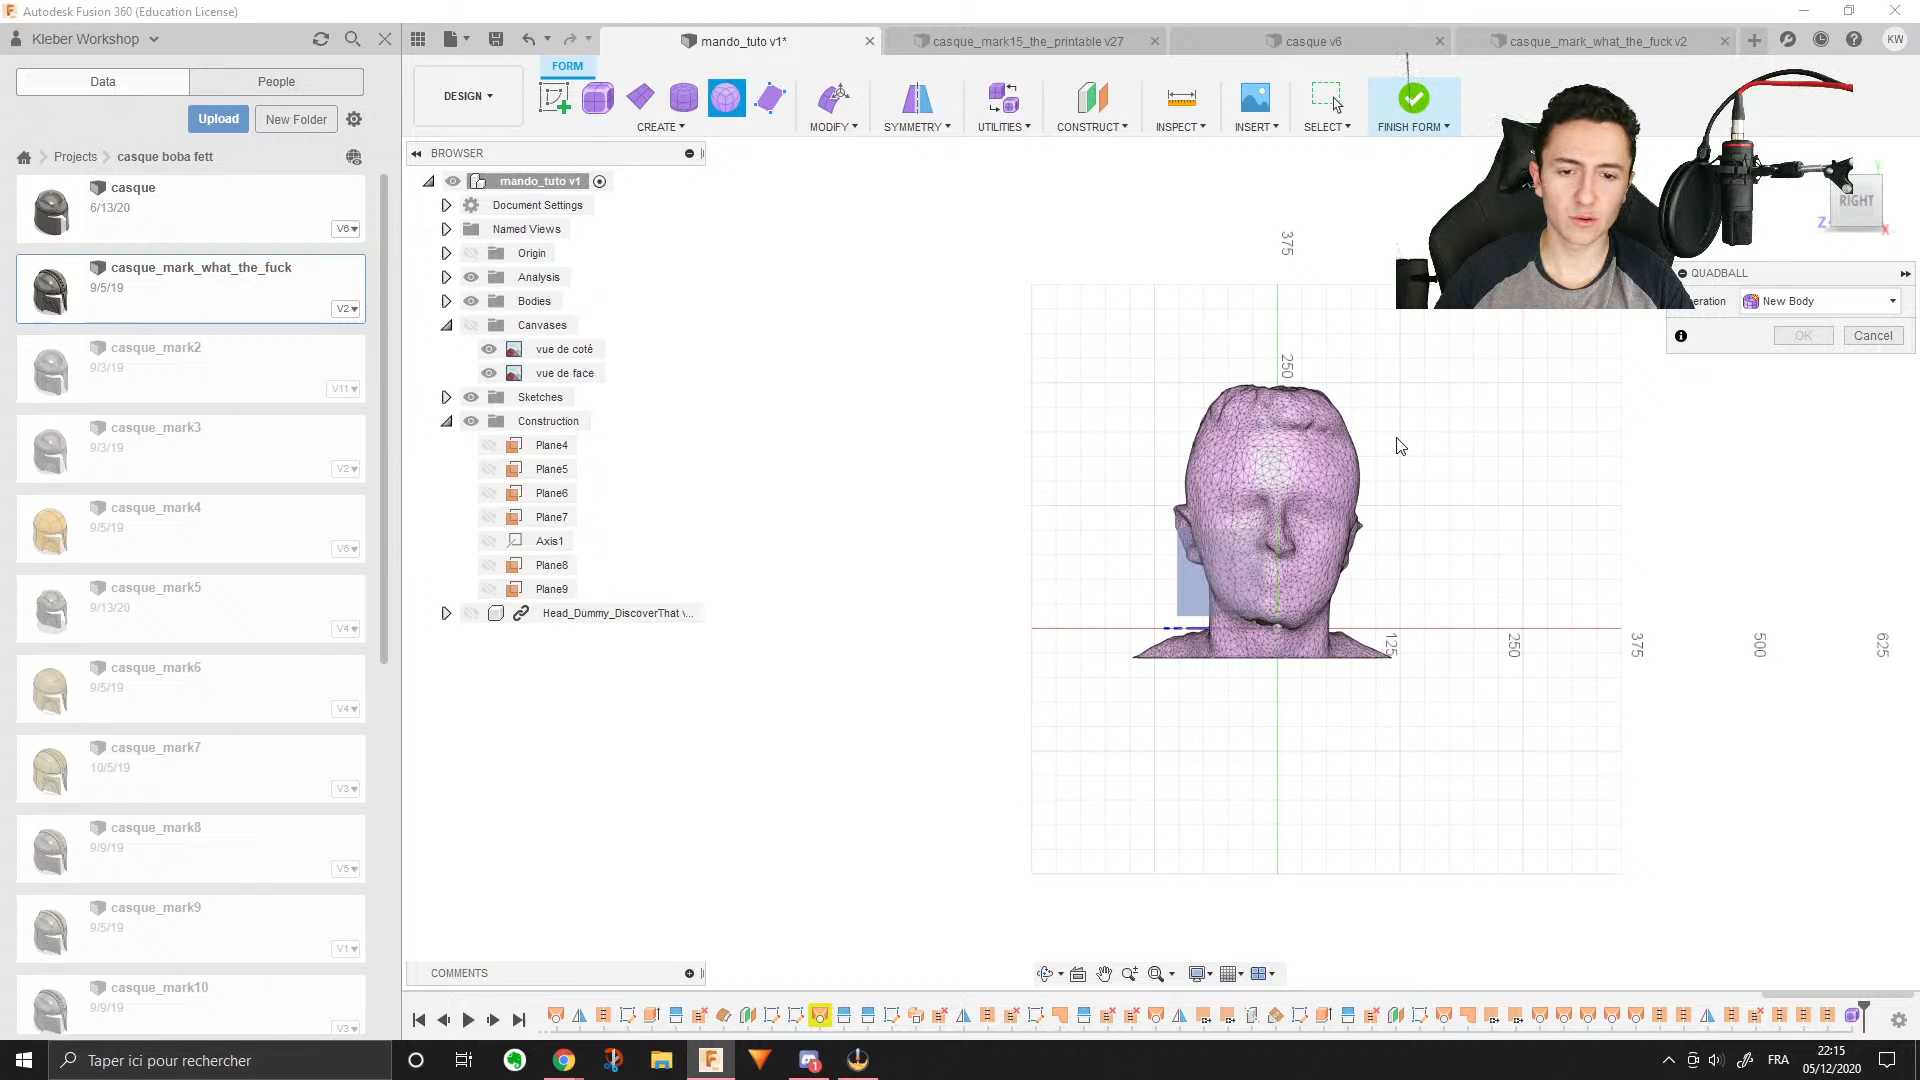 Autodesk Fusion 360 (Education License)
Kleber Workshop
mando_tuto v1*
casque_mark15_the_printable v27
casque v6
casque_mark_what_the_fuck v2
KW
Data
People
Upload
New Folder
Projects
casque boba fett
casque
6/13/20
V6
casque_mark_what_the_fuck
9/5/19
V2
casque_mark2
9/3/19
V11
casque_mark3
9/3/19
V2
casque_mark4
9/5/19
V6
casque_mark5
9/13/20
V4
casque_mark6
9/5/19
V4
casque_mark7
10/5/19
V3
casque_mark8
9/9/19
V5
casque_mark9
9/5/19
V1
casque_mark10
9/9/19
V3
DESIGN
FORM
CREATE
MODIFY
SYMMETRY
UTILITIES
CONSTRUCT
INSPECT
INSERT
SELECT
FINISH FORM
BROWSER
mando_tuto v1
Document Settings
Named Views
Origin
Analysis
Bodies
Canvases
vue de coté
vue de face
Sketches
Construction
Plane4
Plane5
Plane6
Plane7
Axis1
Plane8
Plane9
Head_Dummy_DiscoverThat v...
375
250
125
250
375
500
625
RIGHT
Y
Z
X
QUADBALL
eration
New Body
OK
Cancel
COMMENTS
Taper ici pour rechercher
1
FRA
22:15
05/12/2020